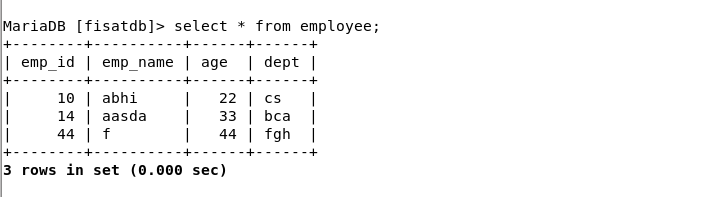 MariaDB [fisatdb]> select * from employee;
+--------+----------+------+------+
| emp_id | emp_name | age  | dept |
+--------+----------+------+------+
|     10 | abhi     |   22 | cs   |
|     14 | aasda    |   33 | bca  |
|     44 | f        |   44 | fgh  |
+--------+----------+------+------+
3 rows in set (0.000 sec)